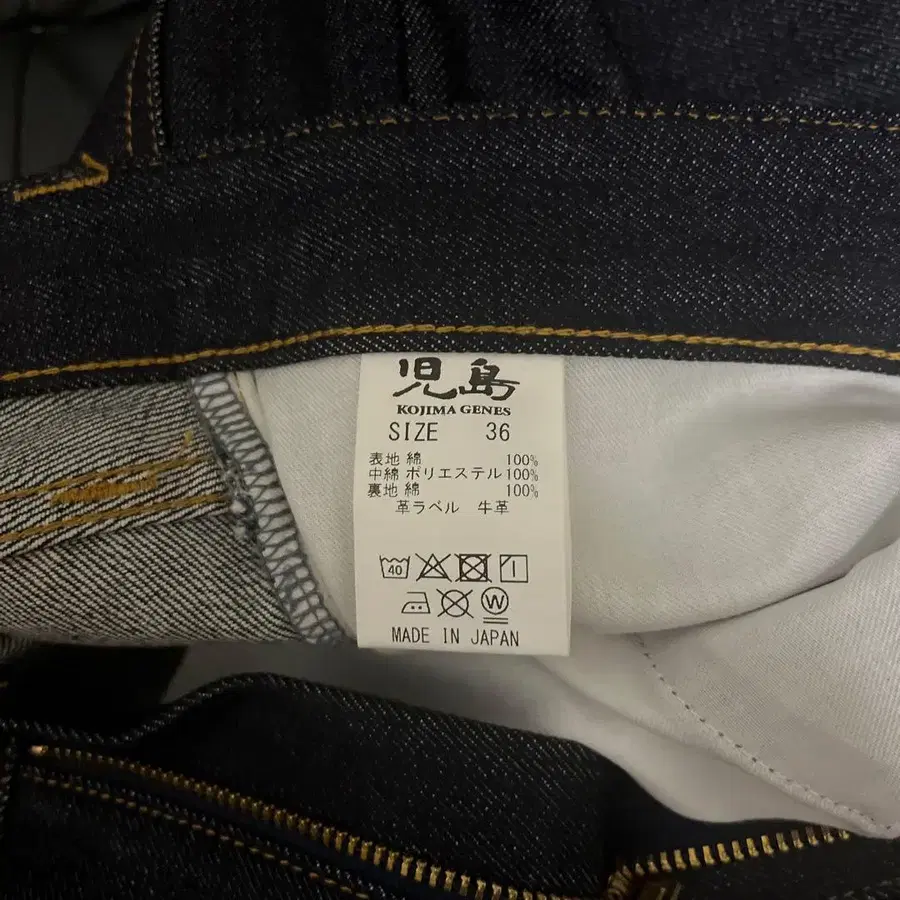 児島
KOJIMA GENES
SIZE 36
表地 綿 100%
中綿 ポリエステル 100%
裏地 綿 100%
革ラベル 牛革
40
W
MADE IN JAPAN